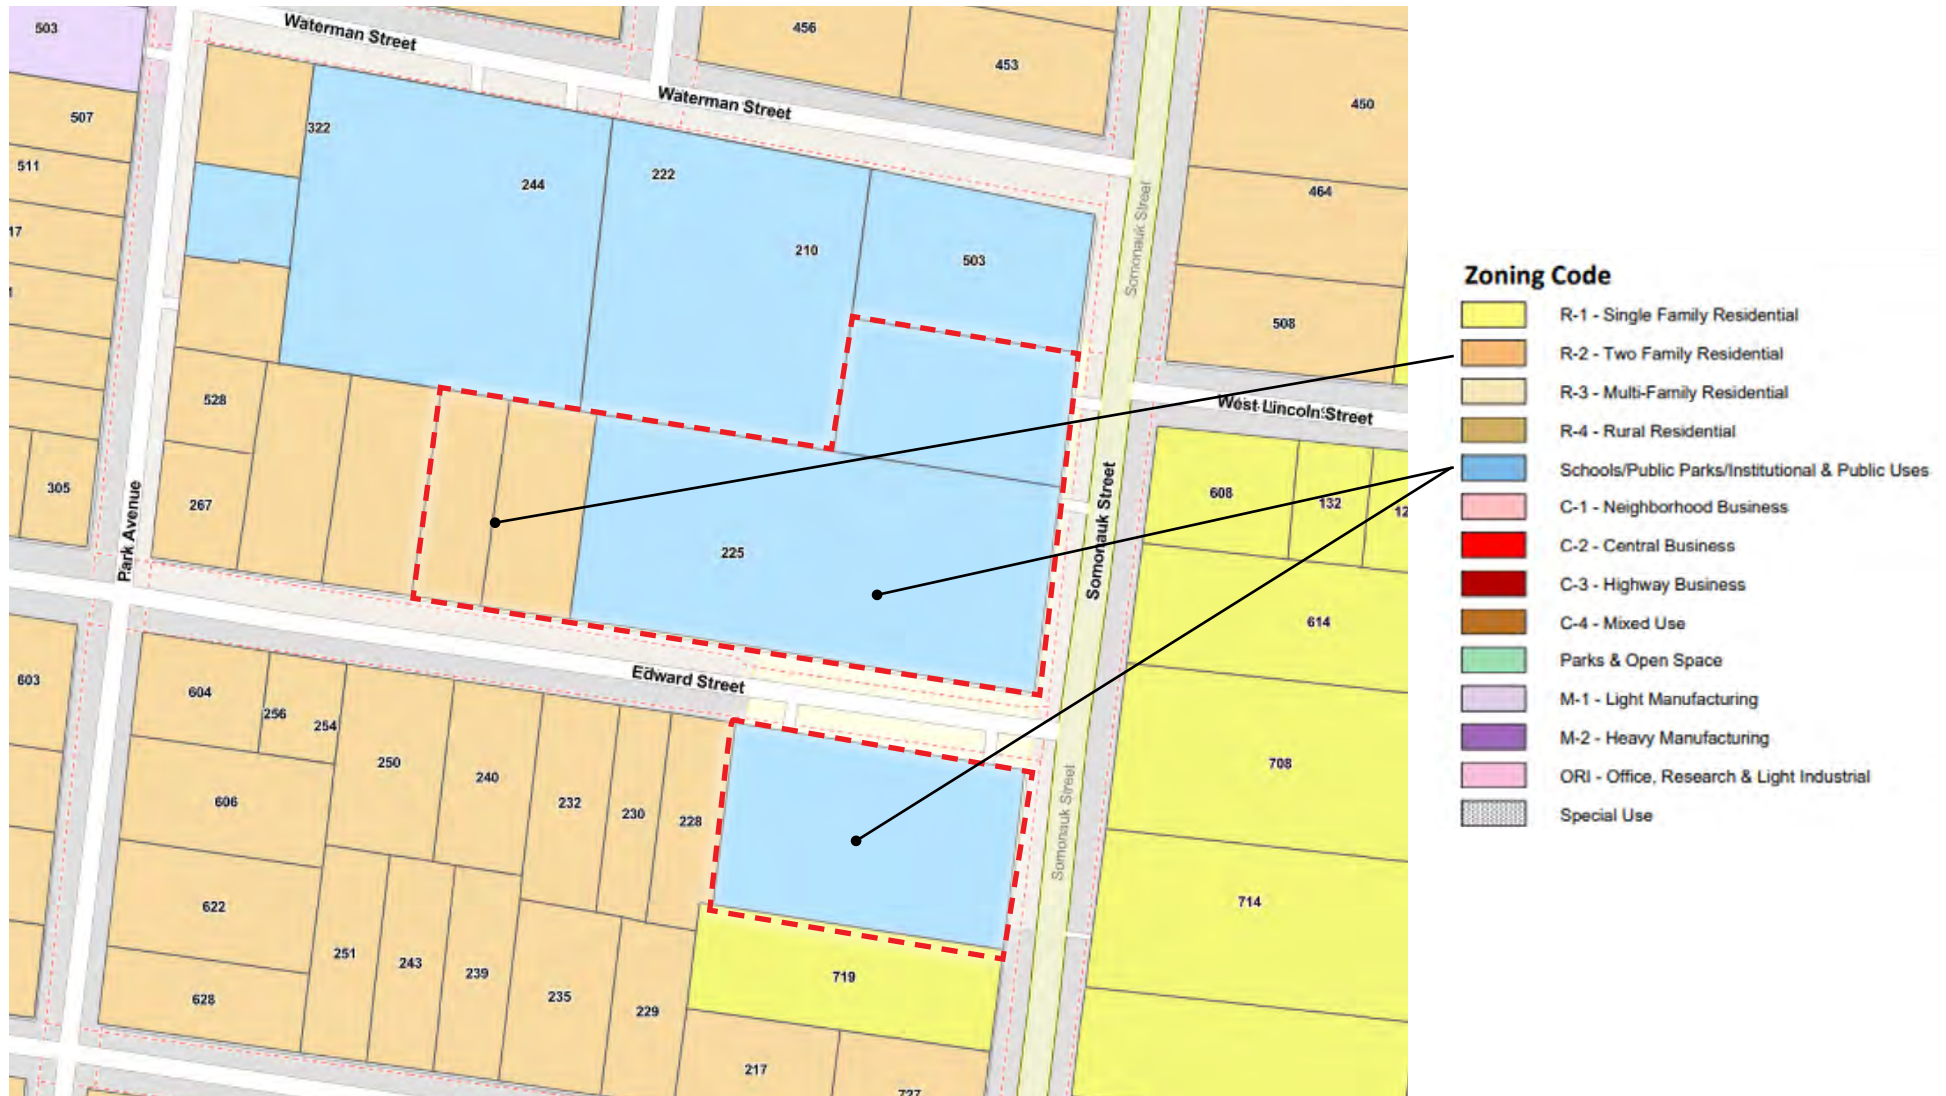 503
Waterman Street
456
453
450
507
322
Waterman Street
511
244
222
464
17
210
503
Somonauk Street
508
528
West Lincoln Street
305
267
Park Avenue
225
Somonauk Street
608
132
12
614
603
604
256
254
Edward Street
250
240
232
230
228
708
606
622
251
243
239
235
229
719
Somonauk Street
714
628
217
727
Zoning Code
R-1 - Single Family Residential
R-2 - Two Family Residential
R-3 - Multi-Family Residential
R-4 - Rural Residential
Schools/Public Parks/Institutional & Public Uses
C-1 - Neighborhood Business
C-2 - Central Business
C-3 - Highway Business
C-4 - Mixed Use
Parks & Open Space
M-1 - Light Manufacturing
M-2 - Heavy Manufacturing
ORI - Office, Research & Light Industrial
Special Use